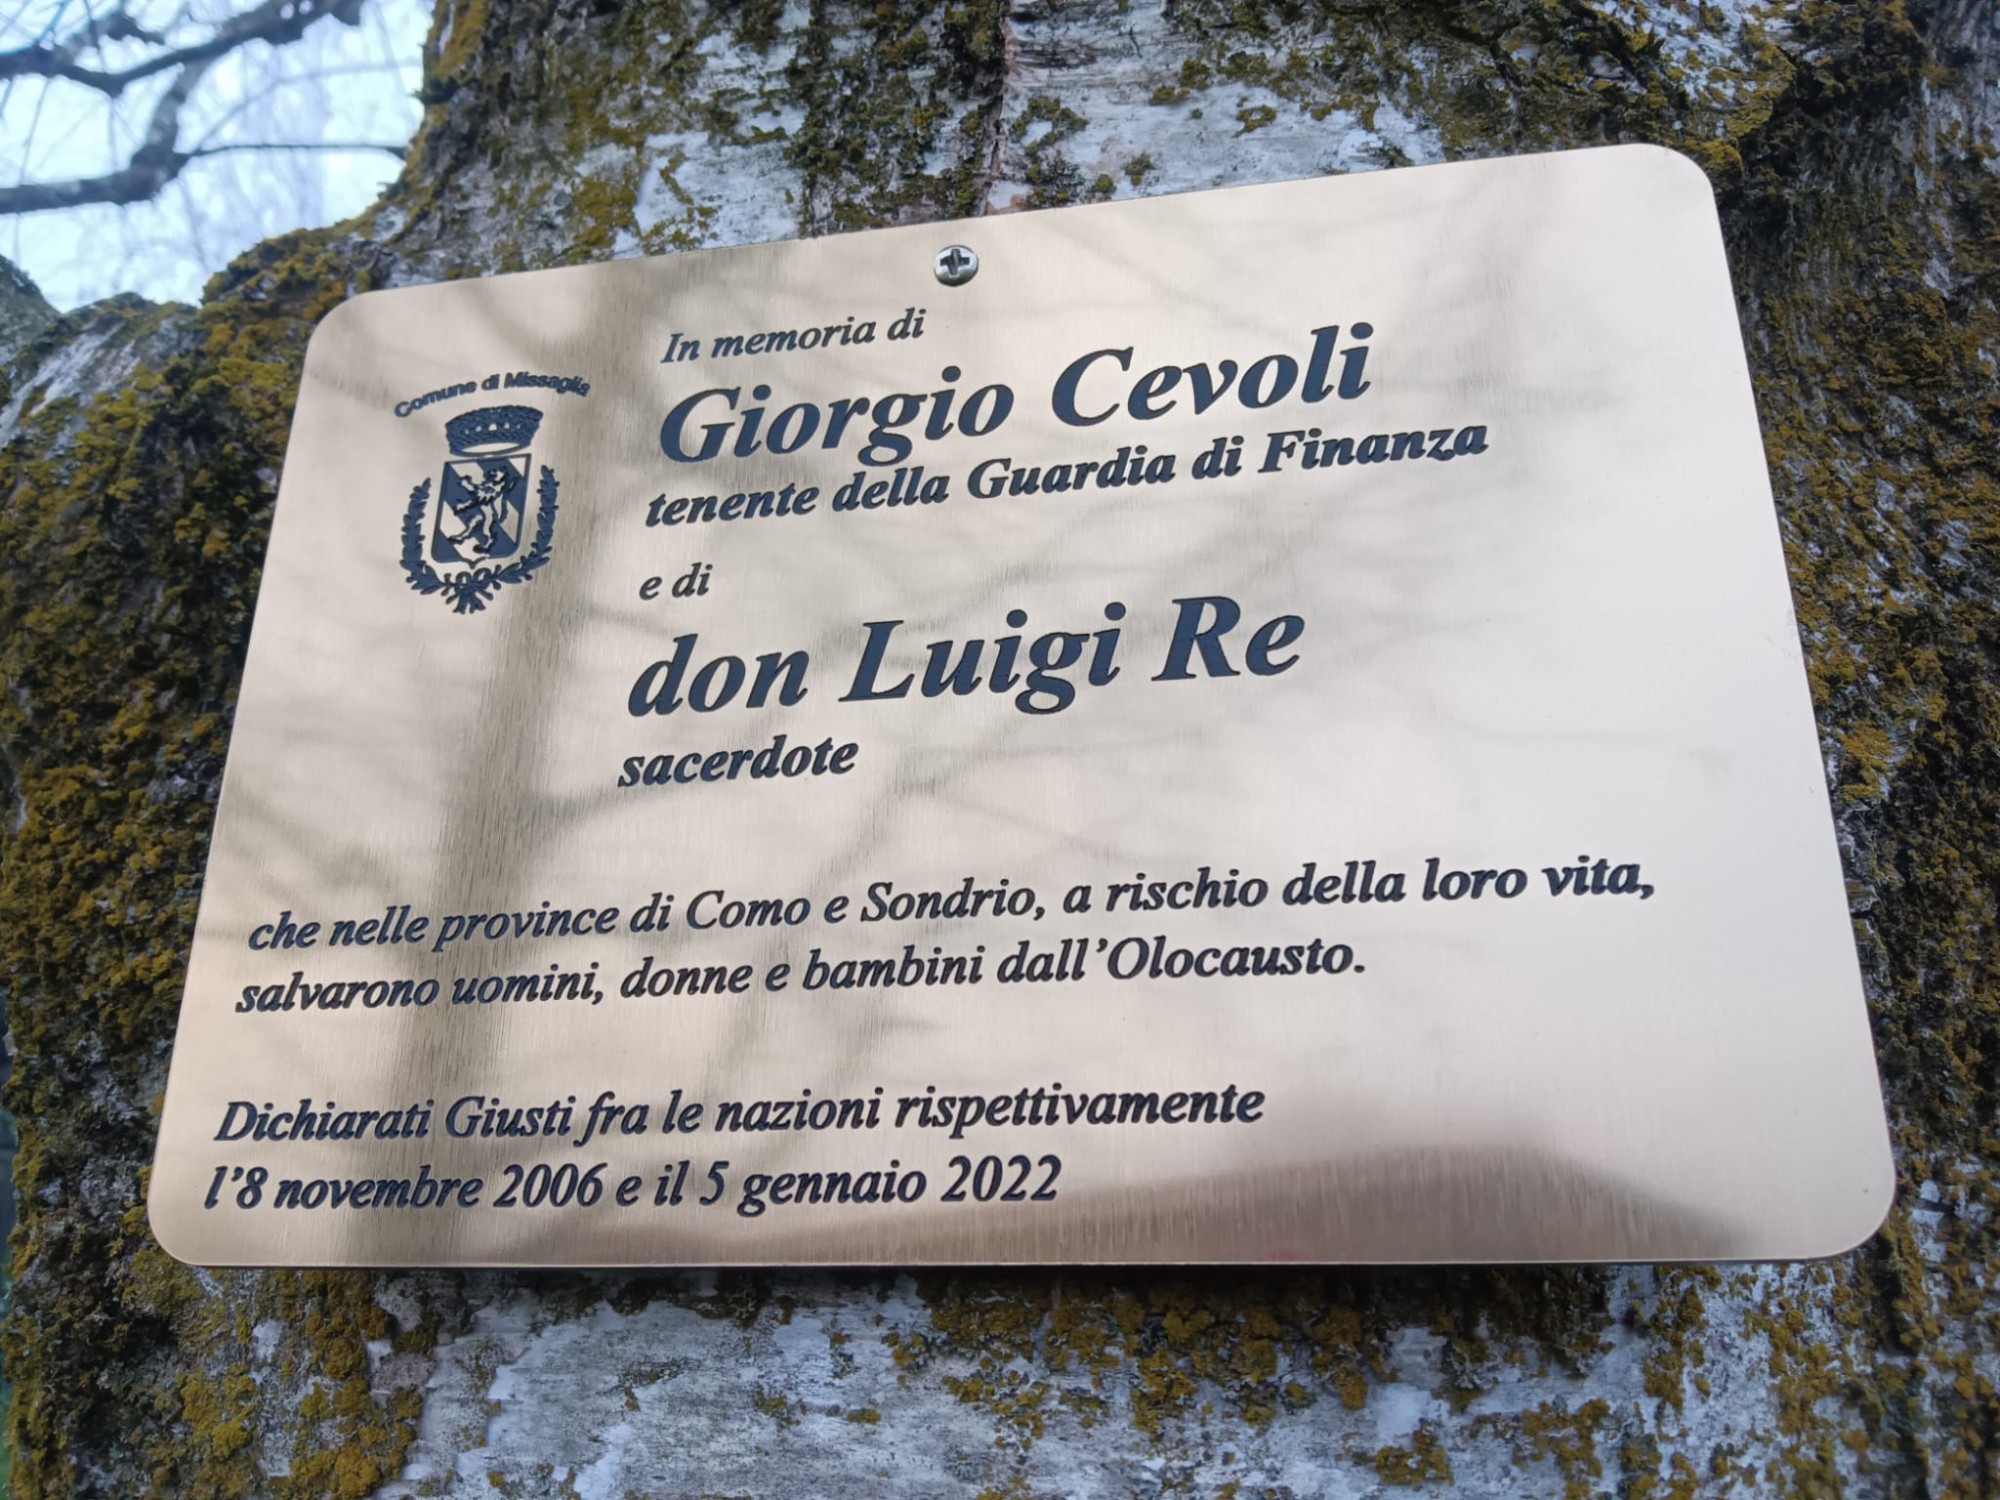 Comune di Missaglia
In memoria di
Giorgio Cevoli
tenente della Guardia di Finanza
e di
don Luigi Re
sacerdote
che nelle province di Como e Sondrio, a rischio della loro vita,
salvarono uomini, donne e bambini dall'Olocausto.
Dichiarati Giusti fra le nazioni rispettivamente
l'8 novembre 2006 e il 5 gennaio 2022